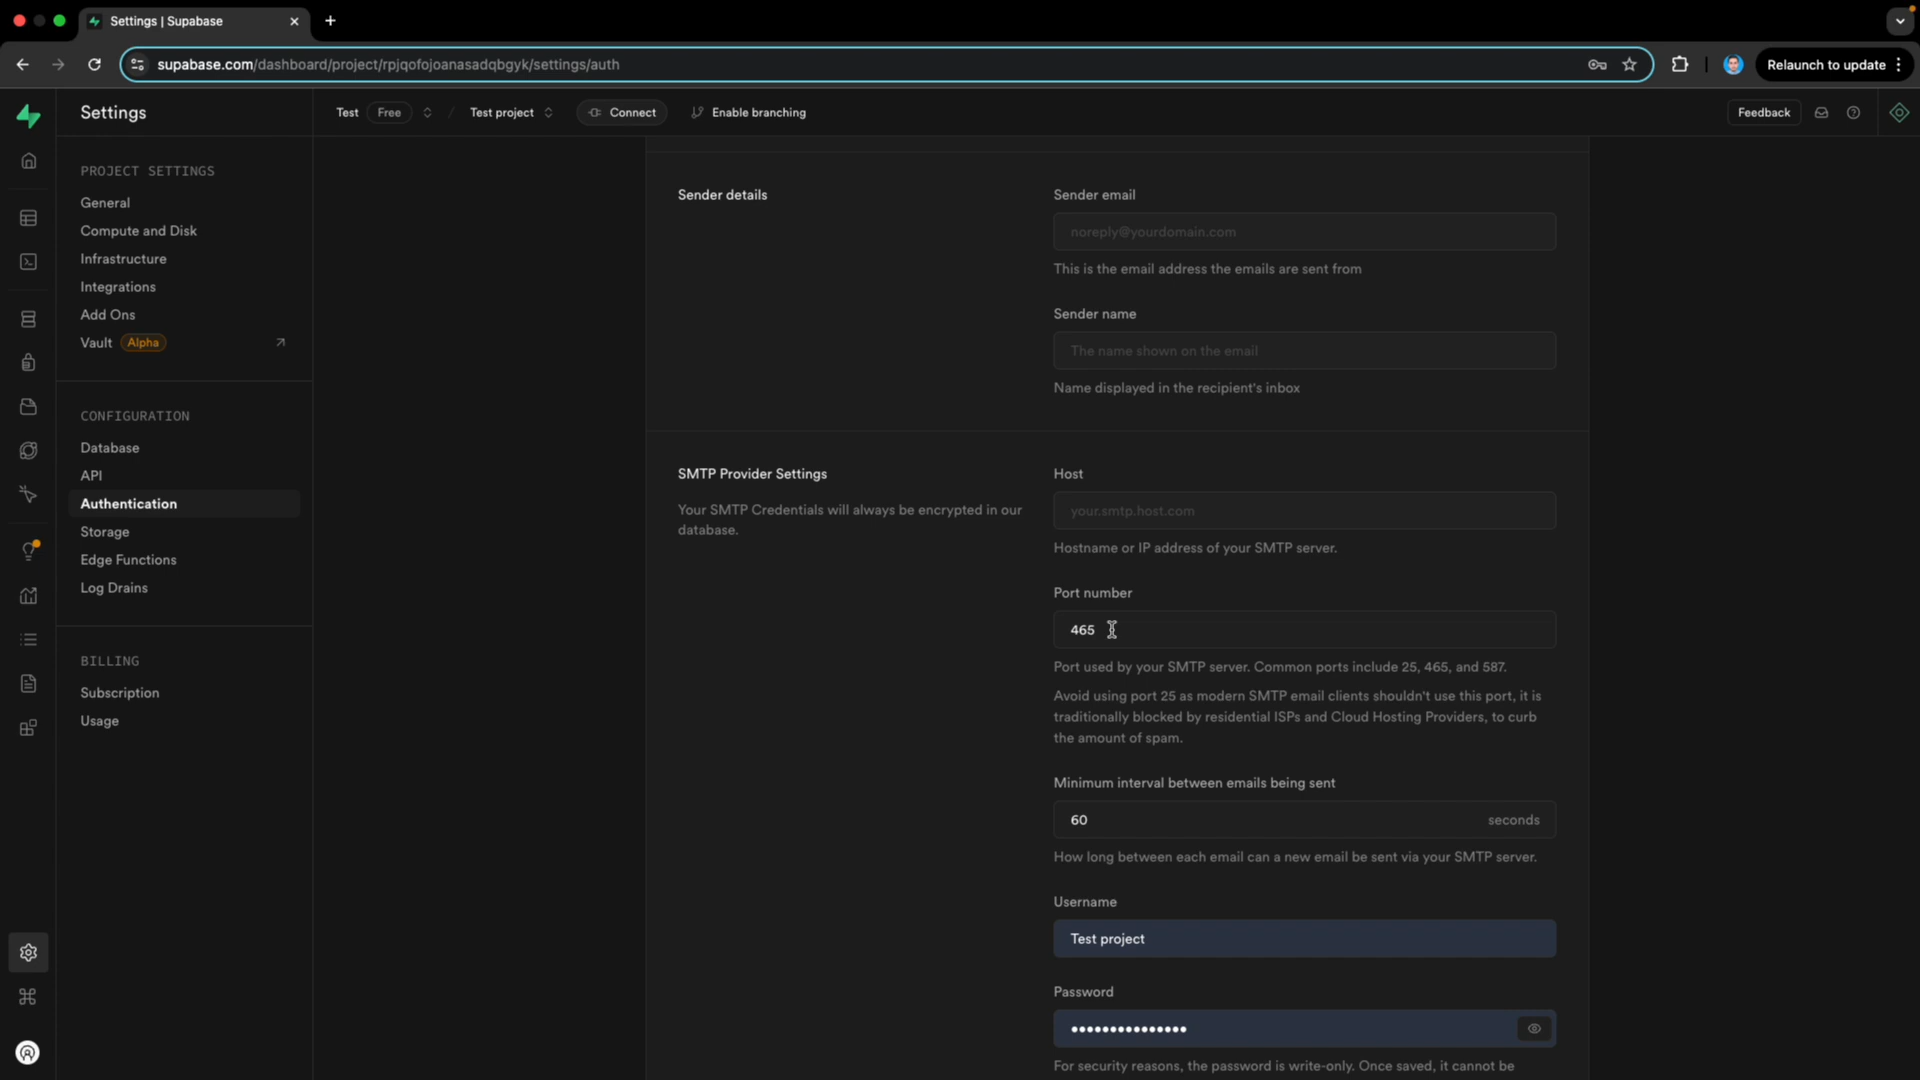 Settings | Supabase
supabase.com/dashboard/project/rpjqofojoanasadqbgyk/settings/auth
Relaunch to update
Settings
Test Free / Test project Connect Enable branching
Feedback
PROJECT SETTINGS
General
Compute and Disk
Infrastructure
Integrations
Add Ons
Vault Alpha
CONFIGURATION
Database
API
Authentication
Storage
Edge Functions
Log Drains
BILLING
Subscription
Usage
Sender details
Sender email
noreply@yourdomain.com
This is the email address the emails are sent from
Sender name
The name shown on the email
Name displayed in the recipient's inbox
SMTP Provider Settings
Your SMTP Credentials will always be encrypted in our
database.
Host
your.smtp.host.com
Hostname or IP address of your SMTP server.
Port number
465
Port used by your SMTP server. Common ports include 25, 465, and 587.
Avoid using port 25 as modern SMTP email clients shouldn't use this port, it is
traditionally blocked by residential ISPs and Cloud Hosting Providers, to curb
the amount of spam.
Minimum interval between emails being sent
60 seconds
How long between each email can a new email be sent via your SMTP server.
Username
Test project
Password
•••••••••••••••
For security reasons, the password is write-only. Once saved, it cannot be